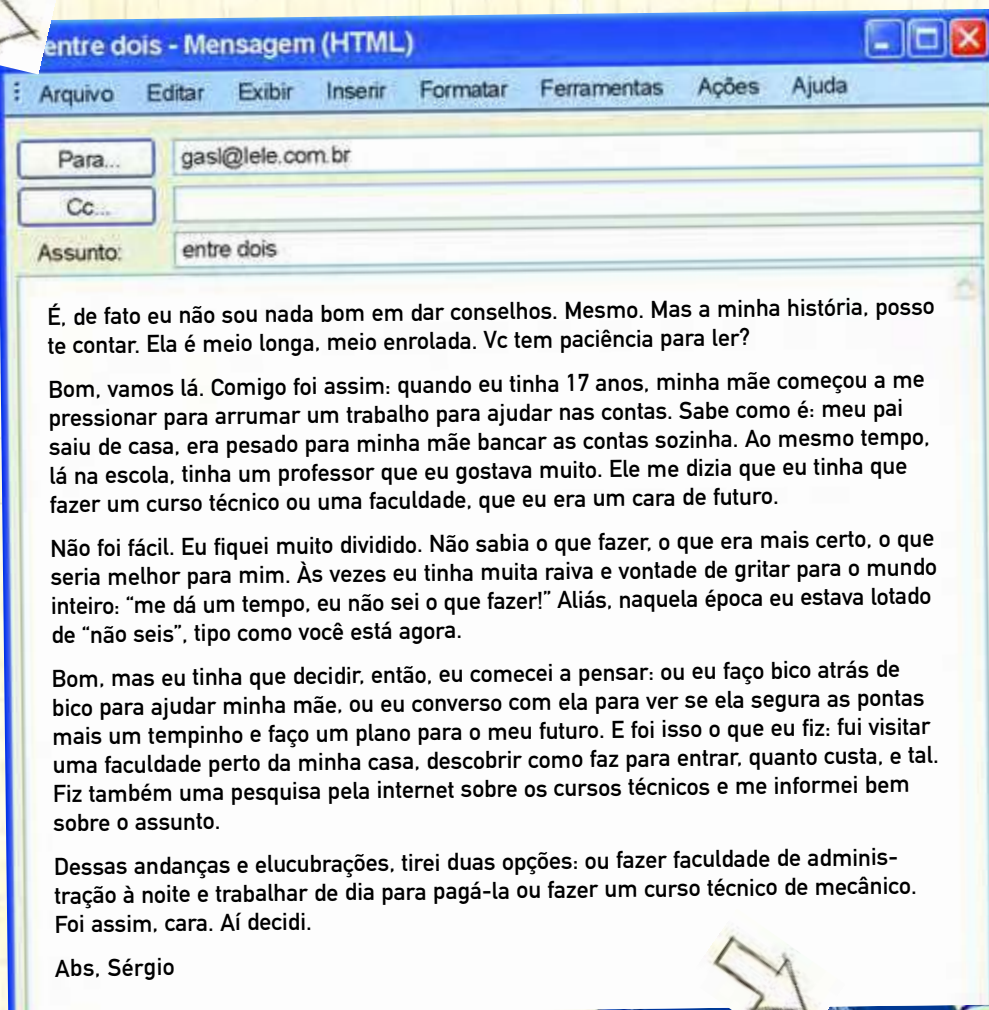 entre dois - Mensagem (HTML)
Arquivo Editar Exibir Inserir Formatar Ferramentas Ações Ajuda
Para... gasl@lele.com.br
Cc...
Assunto: entre dois
É, de fato eu não sou nada bom em dar conselhos. Mesmo. Mas a minha história, posso
te contar. Ela é meio longa, meio enrolada. Vc tem paciência para ler?
Bom, vamos lá. Comigo foi assim: quando eu tinha 17 anos, minha mãe começou a me
pressionar para arrumar um trabalho para ajudar nas contas. Sabe como é: meu pai
saiu de casa, era pesado para minha mãe bancar as contas sozinha. Ao mesmo tempo,
lá na escola, tinha um professor que eu gostava muito. Ele me dizia que eu tinha que
fazer um curso técnico ou uma faculdade, que eu era um cara de futuro.
Não foi fácil. Eu fiquei muito dividido. Não sabia o que fazer, o que era mais certo, o que
seria melhor para mim. Às vezes eu tinha muita raiva e vontade de gritar para o mundo
inteiro: “me dá um tempo, eu não sei o que fazer!” Aliás, naquela época eu estava lotado
de “não seis”, tipo como você está agora.
Bom, mas eu tinha que decidir, então, eu comecei a pensar: ou eu faço bico atrás de
bico para ajudar minha mãe, ou eu converso com ela para ver se ela segura as pontas
mais um tempinho e faço um plano para o meu futuro. E foi isso o que eu fiz: fui visitar
uma faculdade perto da minha casa, descobrir como faz para entrar, quanto custa, e tal.
Fiz também uma pesquisa pela internet sobre os cursos técnicos e me informei bem
sobre o assunto.
Dessas andanças e elucubrações, tirei duas opções: ou fazer faculdade de adminis-
tração à noite e trabalhar de dia para pagá-la ou fazer um curso técnico de mecânico.
Foi assim, cara. Aí decidi.
Abs, Sérgio